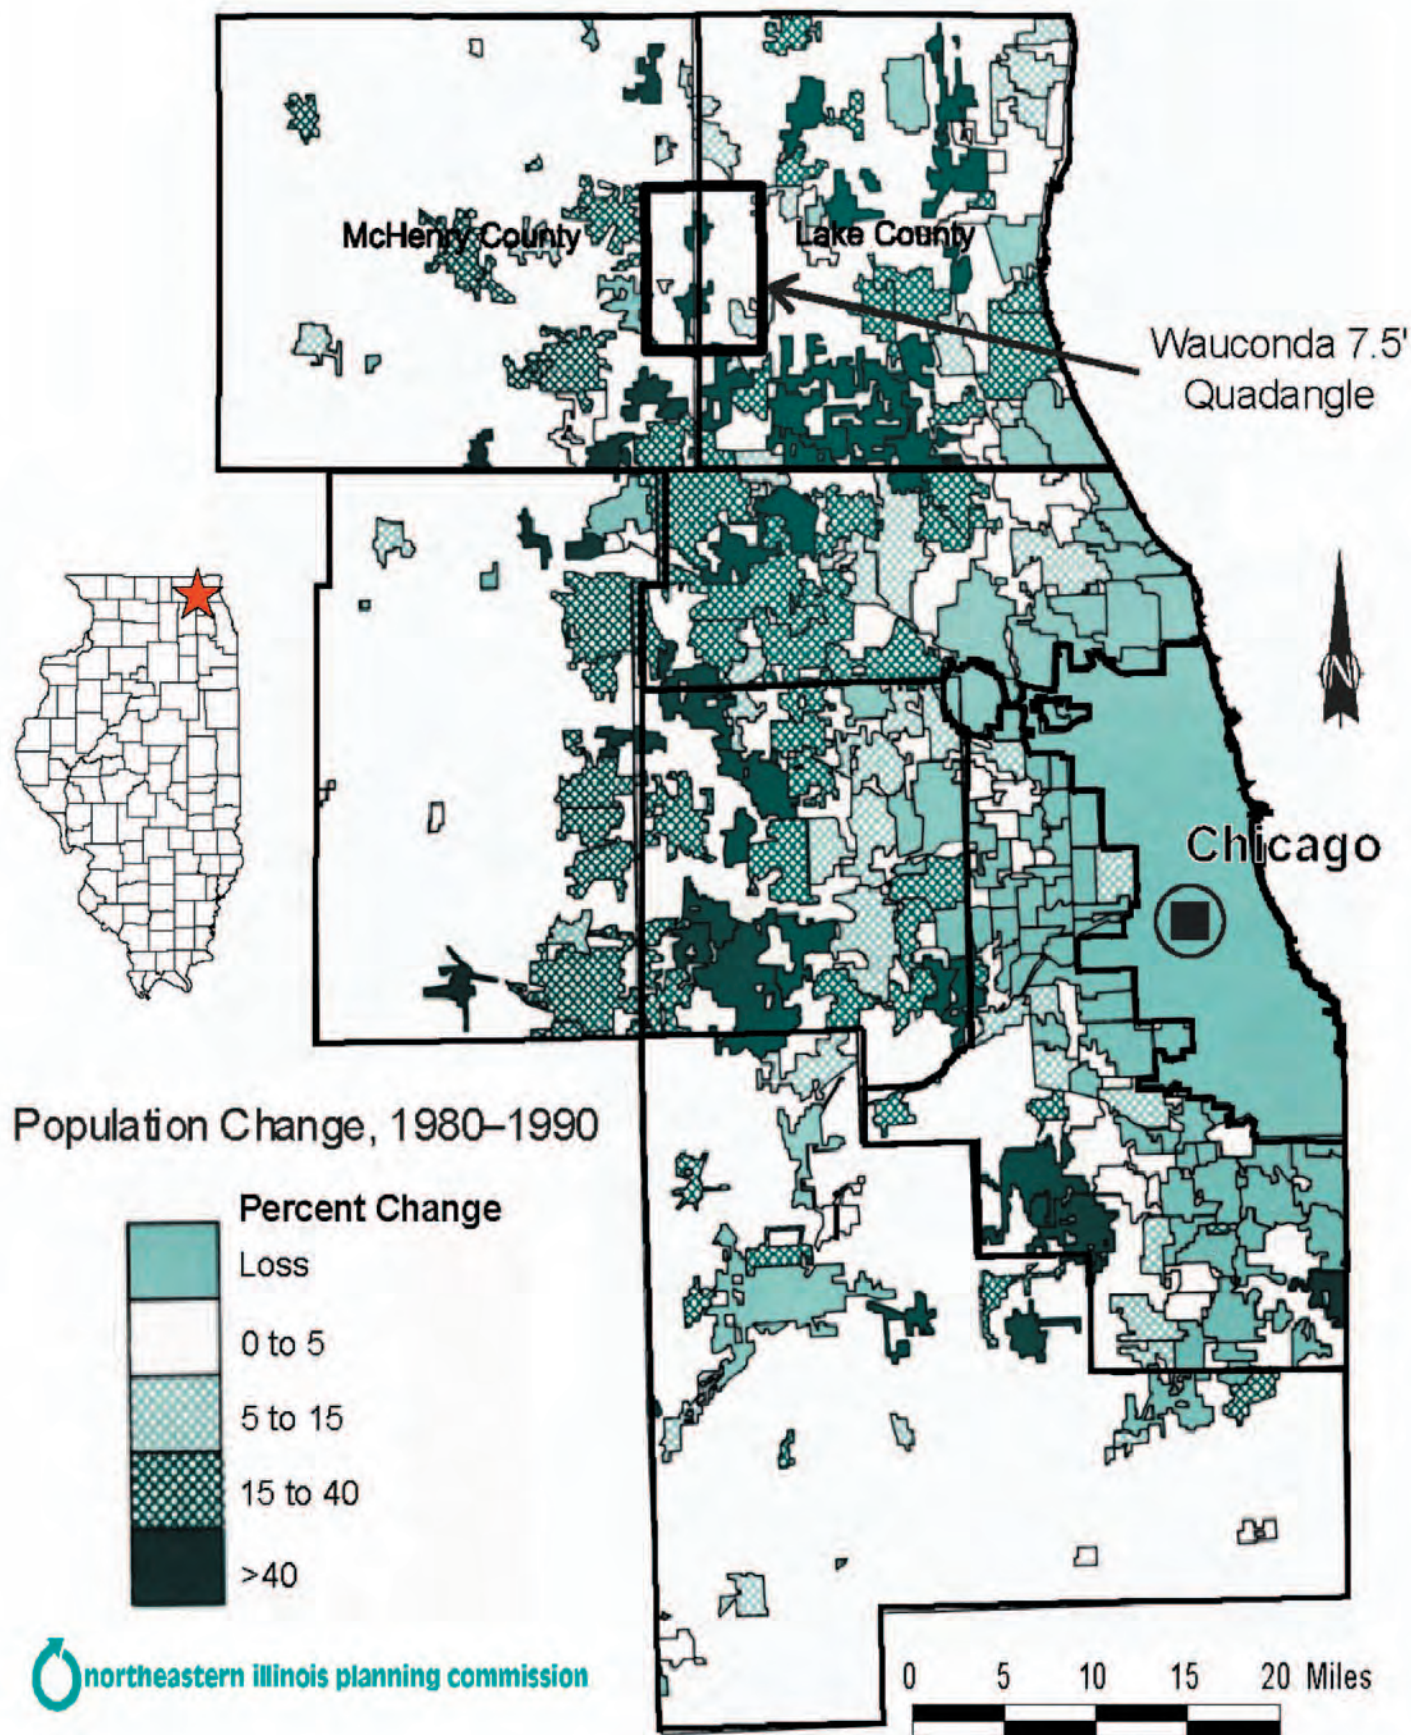 McHenry County
Lake County
Wauconda 7.5'
Quadangle
N
Chicago
Population Change, 1980–1990
Percent Change
Loss
0 to 5
5 to 15
15 to 40
>40
northeastern illinois planning commission
0 5 10 15 20 Miles